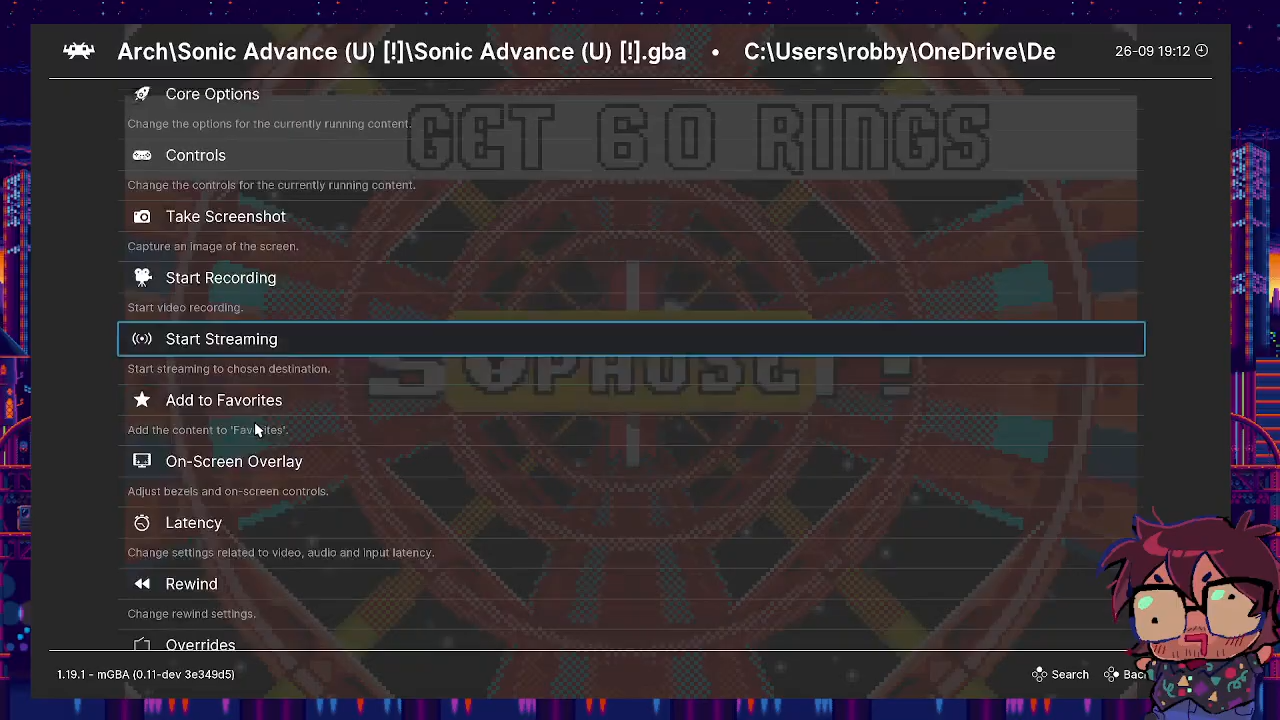 Arch\Sonic Advance (U) [!]\Sonic Advance (U) [!].gba • C:\Users\robby\OneDrive\De
26-09 19:12
Core Options
Change the options for the currently running content.
GET 60 RINGS
Controls
Change the controls for the currently running content.
Take Screenshot
Capture an image of the screen.
Start Recording
Start video recording.
Start Streaming
PAUSE
Start streaming to chosen destination.
Add to Favorites
Add the content to 'Favorites'.
On-Screen Overlay
Adjust bezels and on-screen controls.
Latency
Change settings related to video, audio and input latency.
Rewind
Change rewind settings.
Overrides
1.19.1 - mGBA (0.11-dev 3e349d5)
Search
Bac